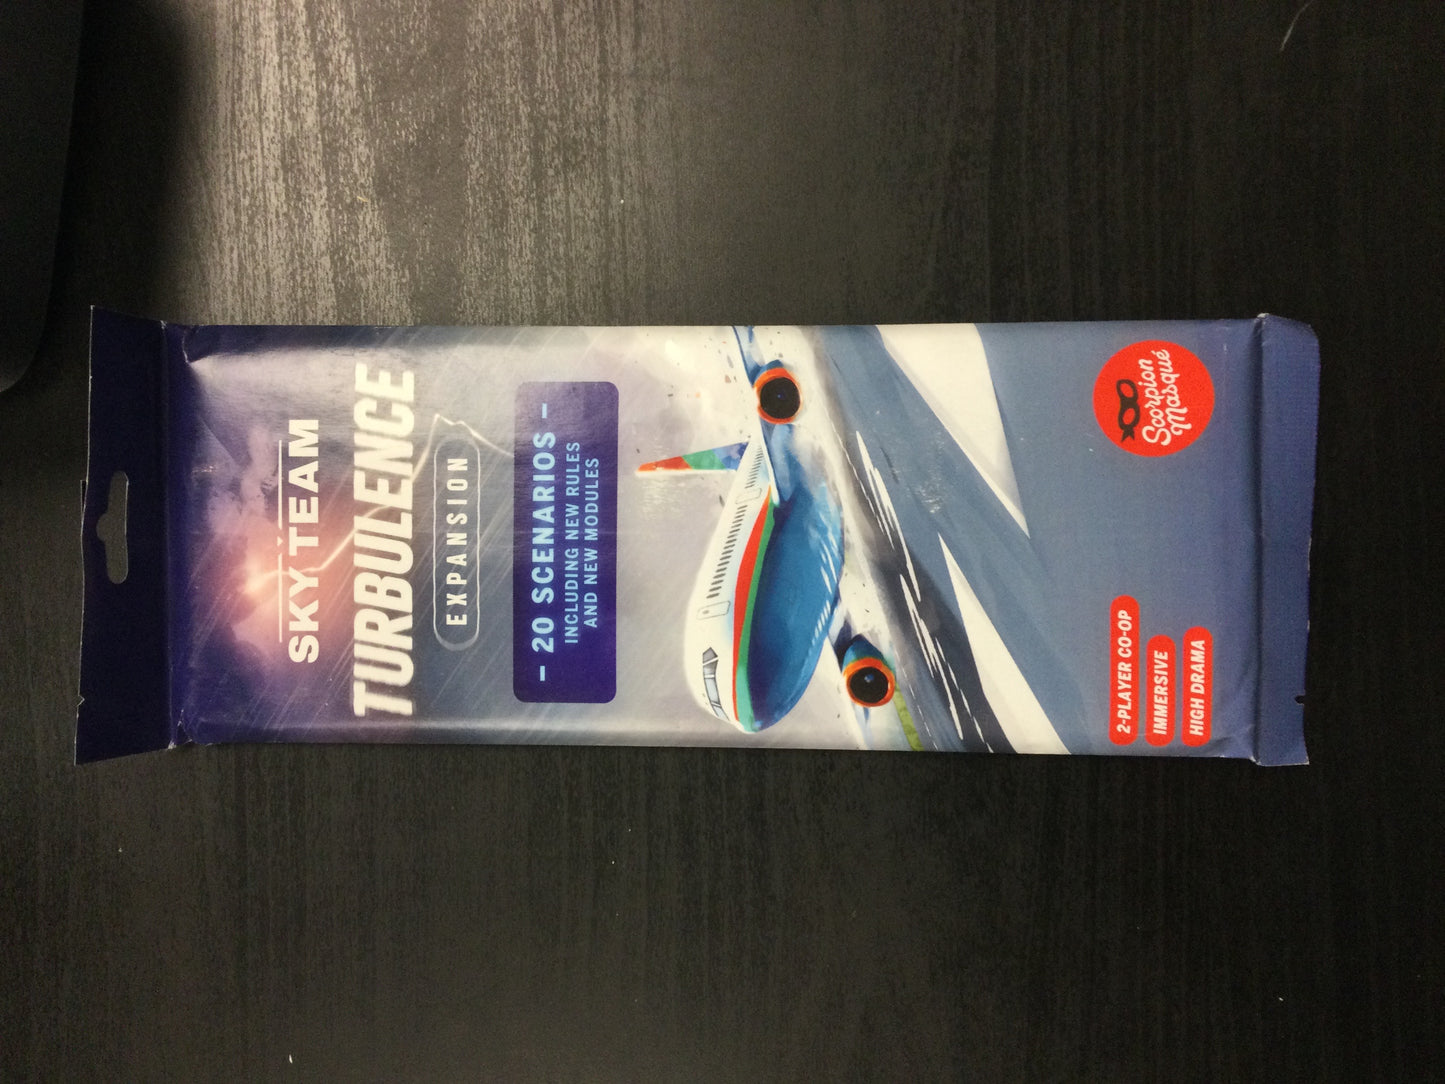 SKY TEAM
TURBULENCE
EXPANSION
– 20 SCENARIOS –
INCLUDING NEW RULES
AND NEW MODULES
2-PLAYER CO-OP
IMMERSIVE
HIGH DRAMA
Scorpion
Masqué